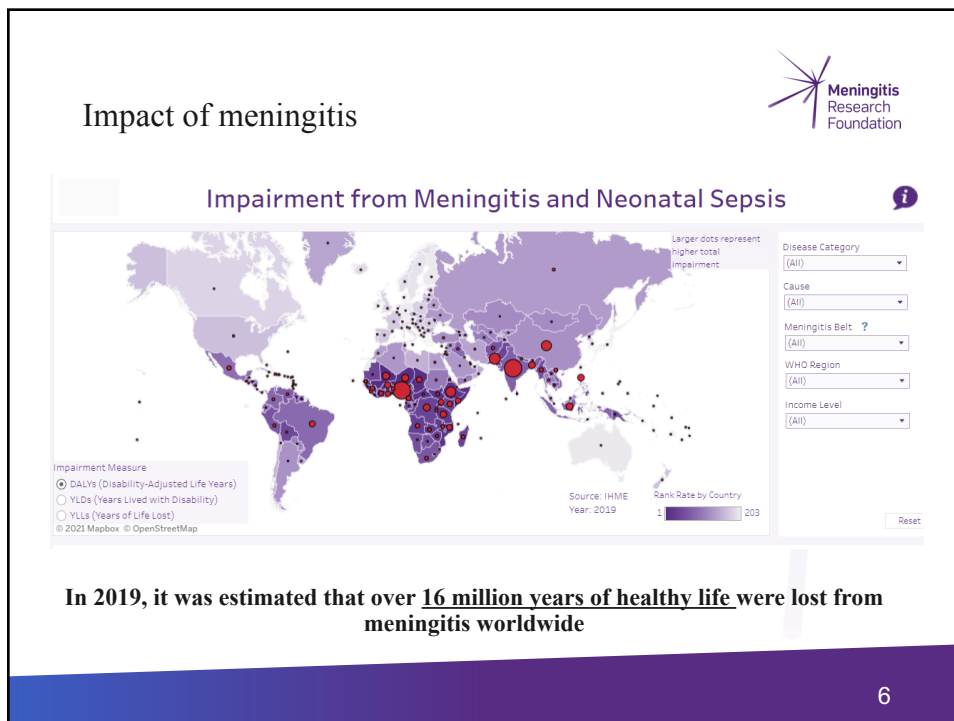 Impact of meningitis
Meningitis
Research
Foundation
Impairment from Meningitis and Neonatal Sepsis
i
Larger dots represent
higher total
impairment
Disease Category
(All)
Cause
(All)
Meningitis Belt ?
(All)
WHO Region
(All)
Income Level
(All)
Impairment Measure
DALYs (Disability-Adjusted Life Years)
YLDs (Years Lived with Disability)
YLLs (Years of Life Lost)
© 2021 Mapbox © OpenStreetMap
Source: IHME
Year: 2019
Rank Rate by Country
1 203
Reset
In 2019, it was estimated that over 16 million years of healthy life were lost from
meningitis worldwide
6